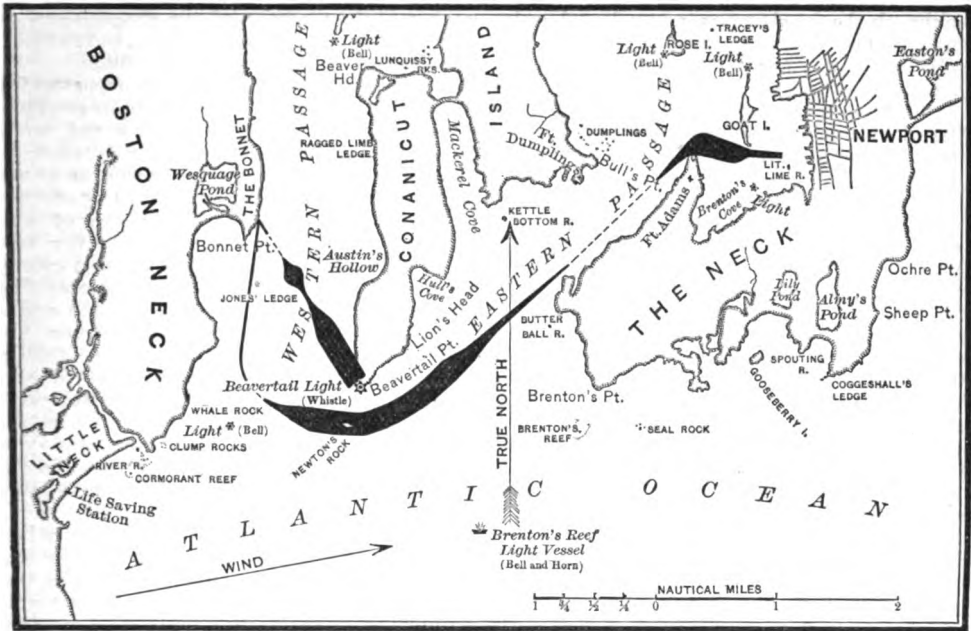 BOSTON NECK
WESTERN PASSAGE
Light
(Bell)
Beaver
Hd
LUNQUISSY
RKS.
ISLAND
CONANICUT
Mackerel Cove
RAGGED LIME
LEDGE
Wesquage
Pond
THE BONNET
Bonnet Pt.
Austin's
Hollow
JONES' LEDGE
WESTERN
Hull's
Cove
Lion's Head
Beavertail Pt.
Beavertail Light
(Whistle)
WHALE ROCK
Light (Bell)
CLUMP ROCKS
LITTLE
NECK
RIVER R.
CORMORANT REEF
Life Saving
Station
NEWTON'S
ROCK
Ft.
Dumpling
DUMPLINGS
Bull's Pt.
KETTLE
BOTTOM R.
EASTERN PASSAGE
TRUE NORTH
Light
(Bell)
ROSE I.
TRACEY'S
LEDGE
Light
(Bell)
GOAT I.
Easton's
Pond
NEWPORT
LIT.
LIME R.
Ft. Adams
Brenton's
Cove
Light
THE NECK
Lily
Pond
Almy's
Pond
Ochre Pt.
Sheep Pt.
BUTTER
BALL R.
Brenton's Pt.
SPOUTING
R.
GOOSEBERRY I.
COGGESHALL'S
LEDGE
BRENTON'S
REEF
SEAL ROCK
ATLANTIC OCEAN
Brenton's Reef
Light Vessel
(Bell and Horn)
WIND
NAUTICAL MILES
1 ¾ ½ ¼ 0 1 2